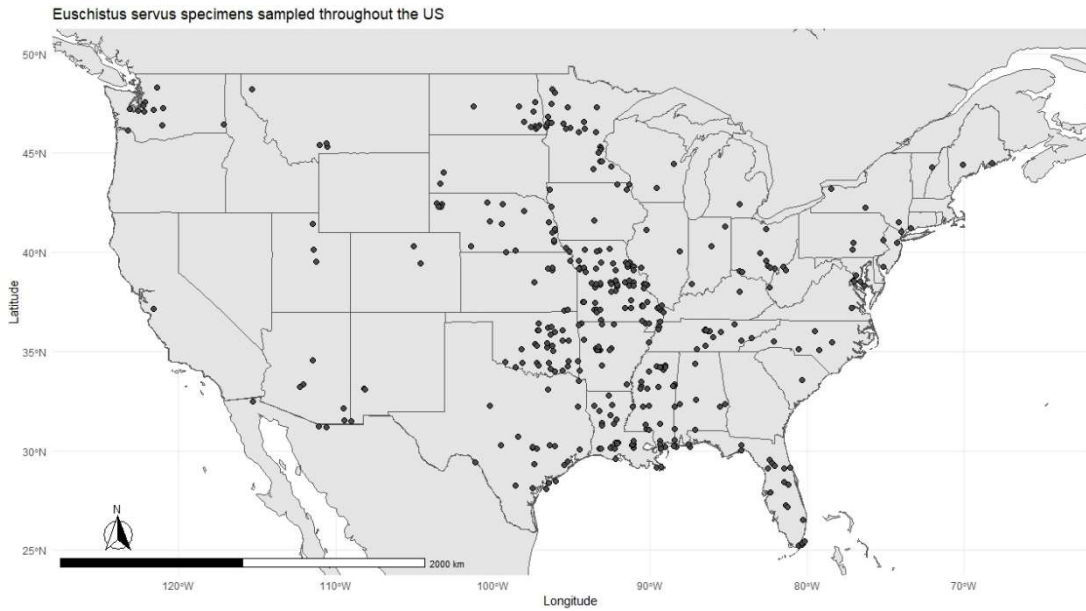 Euschistus servus specimens sampled throughout the US
50°N
45°N
40°N
35°N
30°N
25°N
Latitude
N
2000 km
120°W
110°W
100°W
90°W
80°W
70°W
Longitude